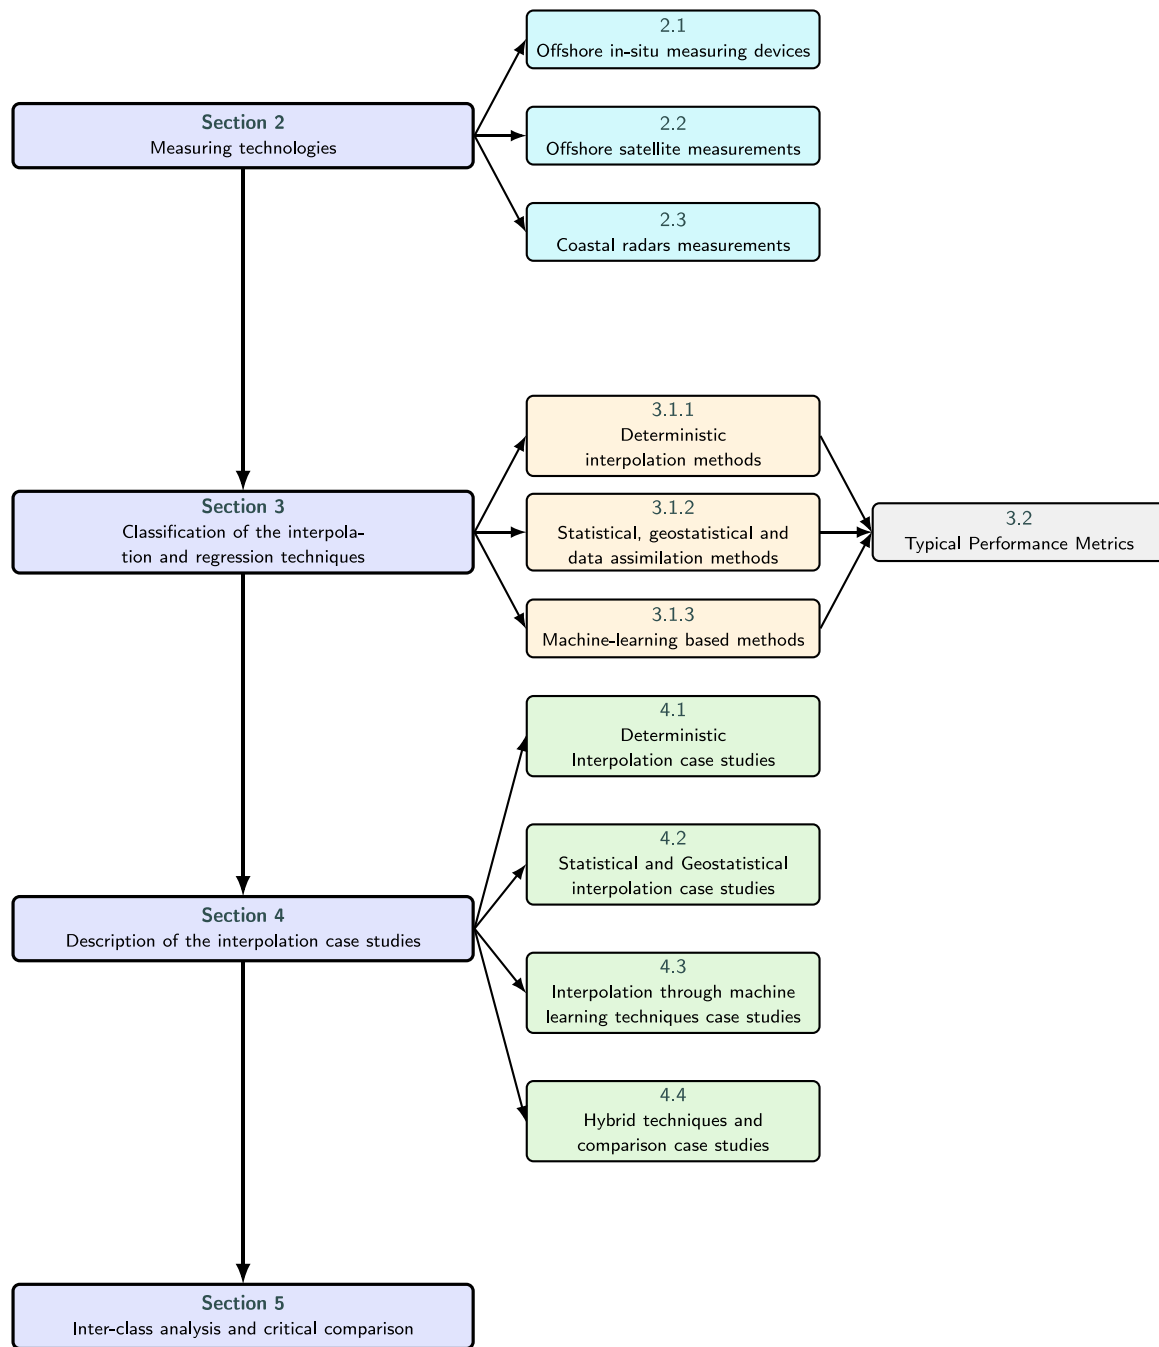 2.1
Offshore in-situ measuring devices
Section 2
Measuring technologies
2.2
Offshore satellite measurements
2.3
Coastal radars measurements
3.1.1
Deterministic
interpolation methods
Section 3
Classification of the interpola-
tion and regression techniques
3.1.2
Statistical, geostatistical and
data assimilation methods
3.2
Typical Performance Metrics
3.1.3
Machine-learning based methods
4.1
Deterministic
Interpolation case studies
4.2
Statistical and Geostatistical
interpolation case studies
Section 4
Description of the interpolation case studies
4.3
Interpolation through machine
learning techniques case studies
4.4
Hybrid techniques and
comparison case studies
Section 5
Inter-class analysis and critical comparison